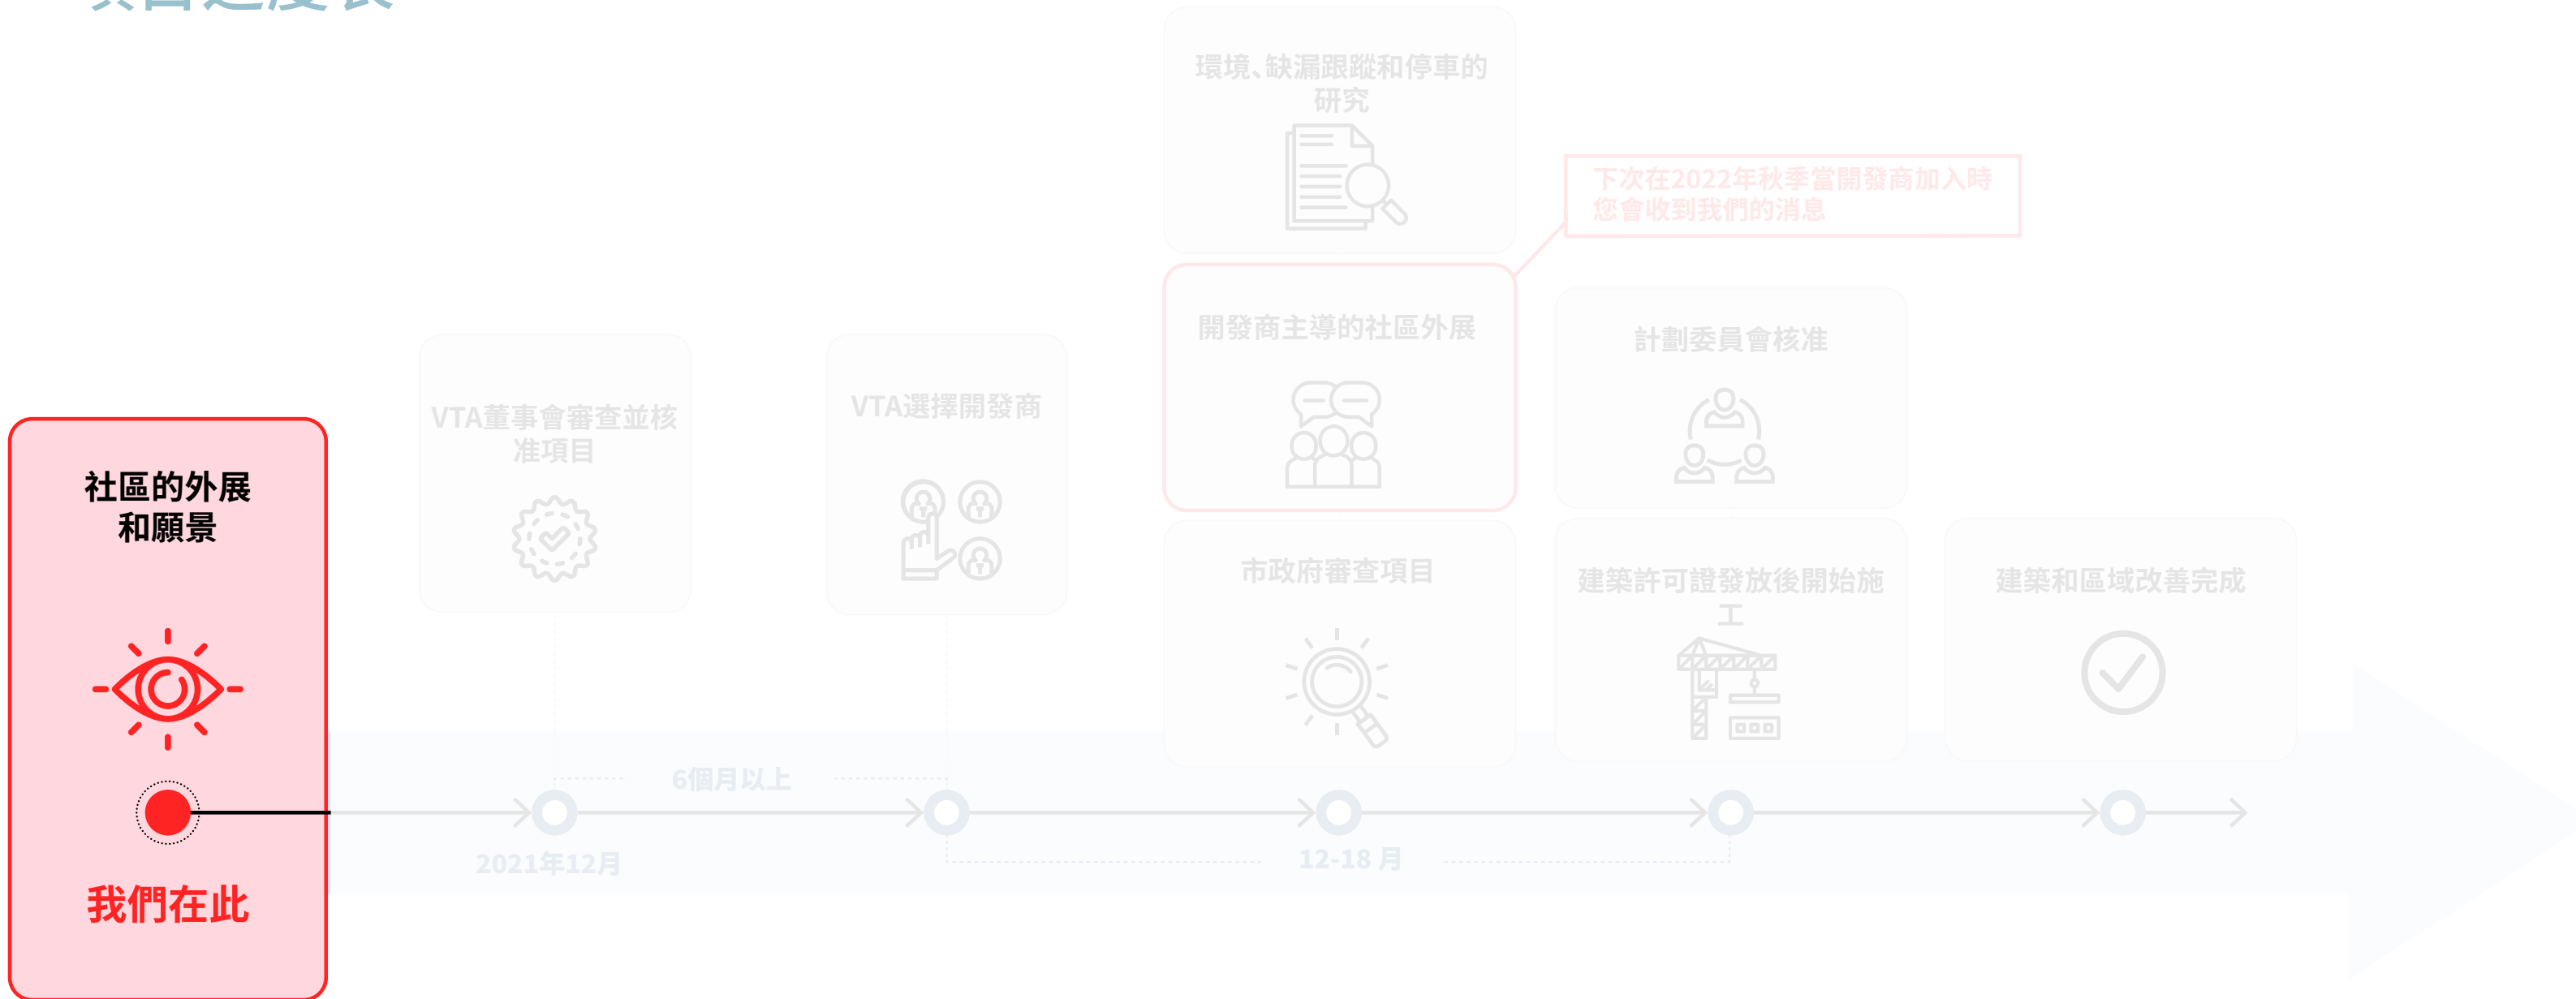 環境､缺漏跟蹤和停車的
研究
下次在2022年秋季當開發商加入時
您會收到我們的消息
開發商主導的社區外展
計劃委員會核准
VTA董事會審查並核
准項目
VTA選擇開發商
社區的外展
和願景
市政府審查項目
建築許可證發放後開始施
工
建築和區域改善完成
6個月以上
2021年12月
12-18 月
我們在此